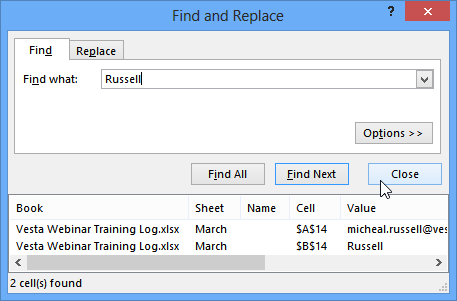 Find and Replace
? ×
Find Replace
Find what: Russell
Options >>
Find All Find Next Close
Book Sheet Name Cell Value
Vesta Webinar Training Log.xlsx March $A$14 micheal.russell@ves
Vesta Webinar Training Log.xlsx March $B$14 Russell
2 cell(s) found